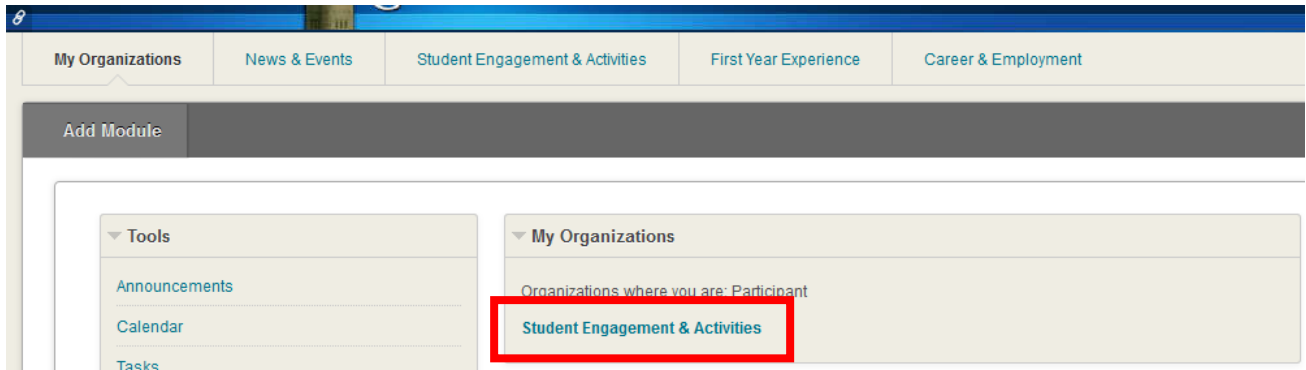 My Organizations
News & Events
Student Engagement & Activities
First Year Experience
Career & Employment
Add Module
Tools
Announcements
Calendar
Tasks
My Organizations
Organizations where you are: Participant
Student Engagement & Activities